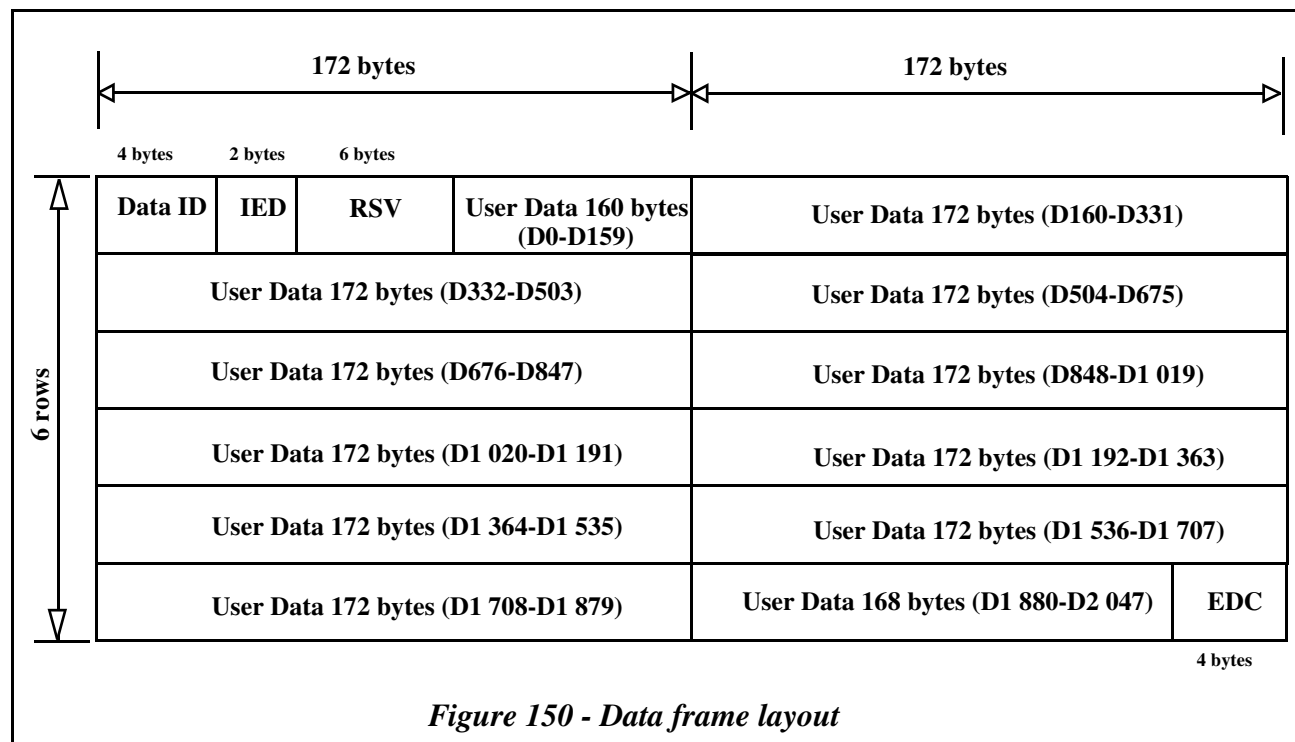 172 bytes
172 bytes
4 bytes
2 bytes
6 bytes
6 rows
Data ID
IED
RSV
User Data 160 bytes
(D0-D159)
User Data 172 bytes (D160-D331)
User Data 172 bytes (D332-D503)
User Data 172 bytes (D504-D675)
User Data 172 bytes (D676-D847)
User Data 172 bytes (D848-D1 019)
User Data 172 bytes (D1 020-D1 191)
User Data 172 bytes (D1 192-D1 363)
User Data 172 bytes (D1 364-D1 535)
User Data 172 bytes (D1 536-D1 707)
User Data 172 bytes (D1 708-D1 879)
User Data 168 bytes (D1 880-D2 047)
EDC
4 bytes
Figure 150 - Data frame layout